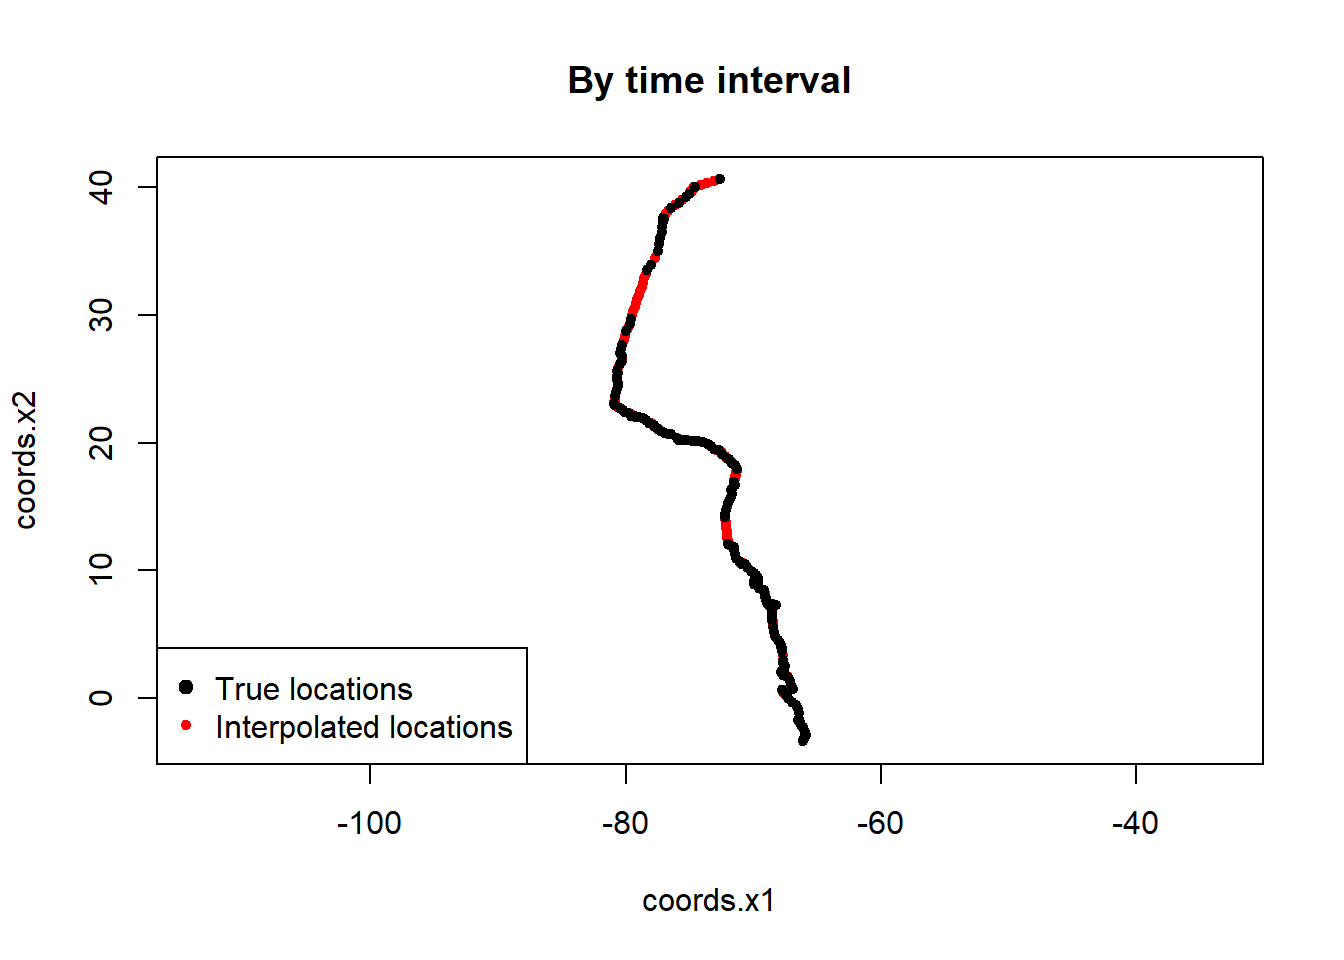 By time interval
coords.x2
40
30
20
10
0
True locations
Interpolated locations
-100
-80
-60
-40
coords.x1